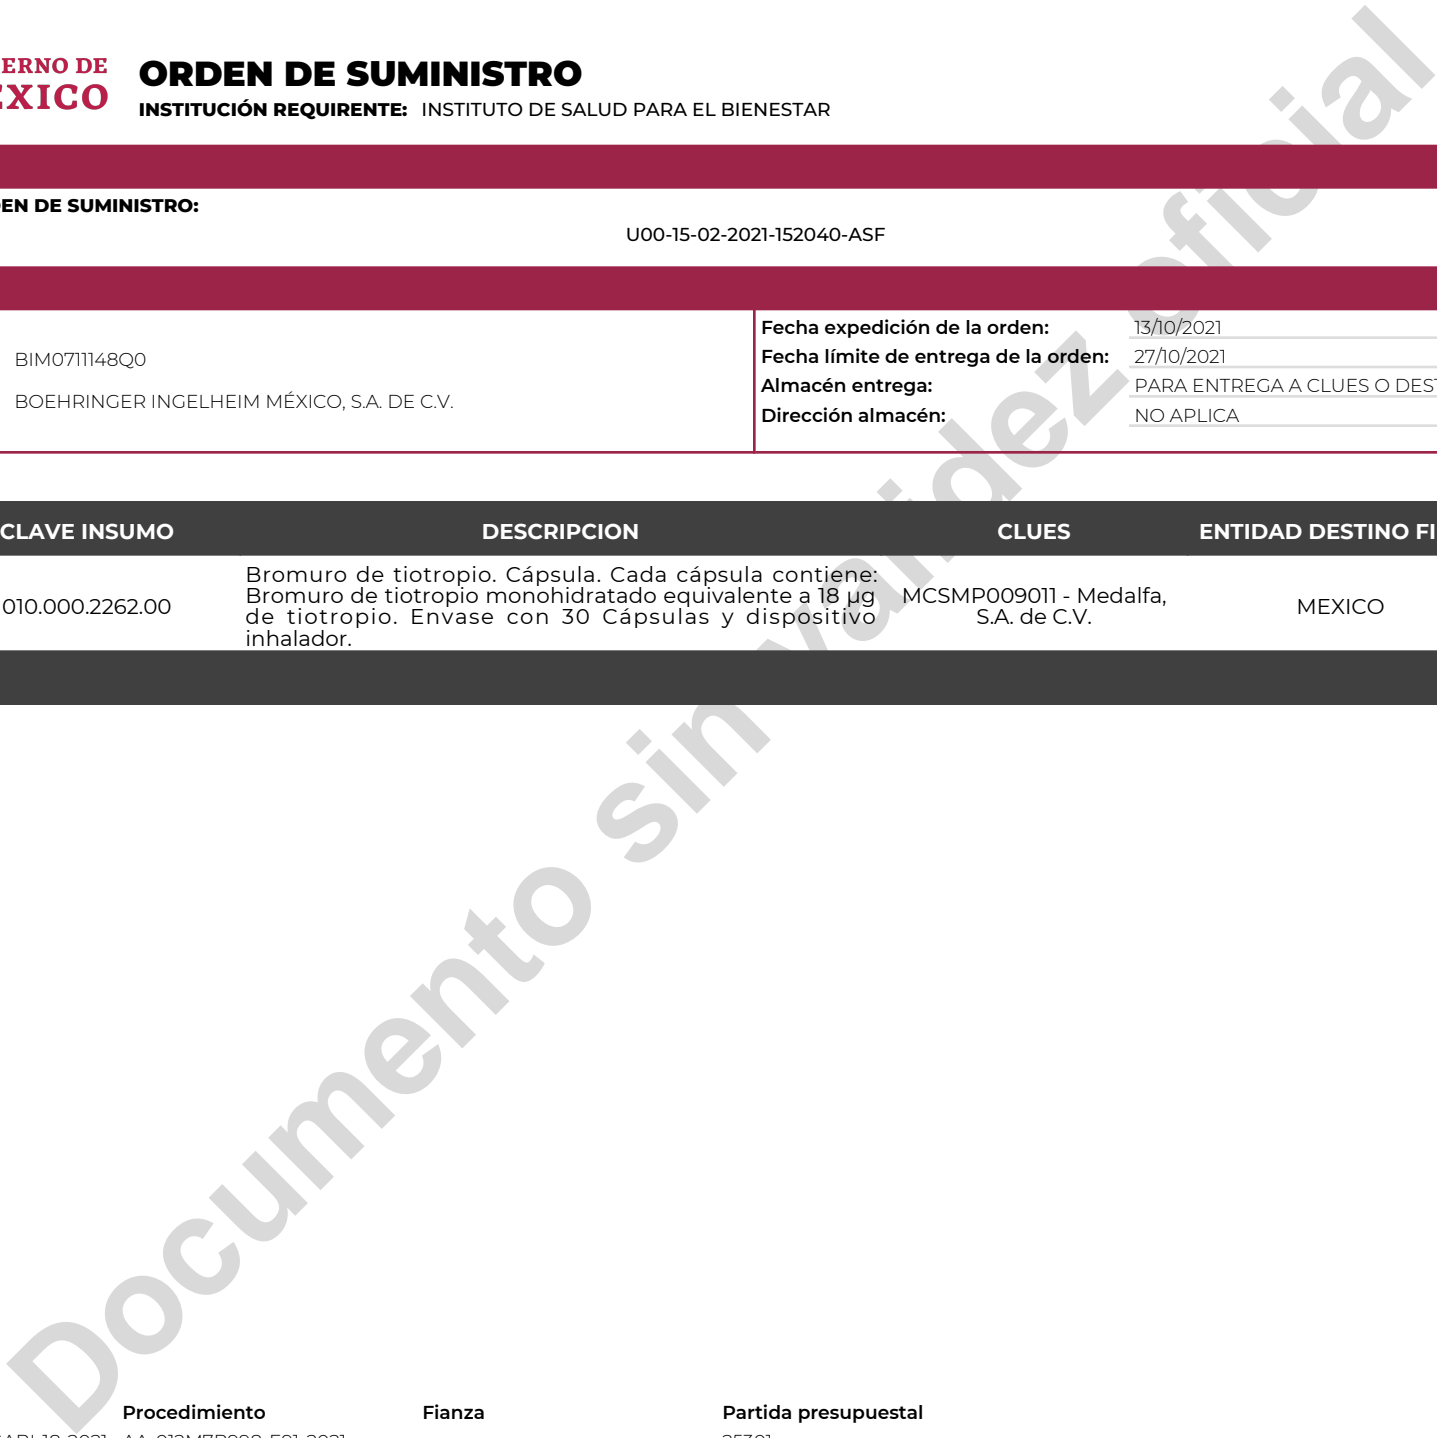 ERNO DE
EXICO
ORDEN DE SUMINISTRO
INSTITUCIÓN REQUIRENTE: INSTITUTO DE SALUD PARA EL BIENESTAR
EN DE SUMINISTRO:
U00-15-02-2021-152040-ASF
BIM0711148Q0
BOEHRINGER INGELHEIM MÉXICO, S.A. DE C.V.
Fecha expedición de la orden: 13/10/2021
Fecha límite de entrega de la orden: 27/10/2021
Almacén entrega: PARA ENTREGA A CLUES O DEST
Dirección almacén: NO APLICA
CLAVE INSUMO DESCRIPCION CLUES ENTIDAD DESTINO FI
010.000.2262.00
Bromuro de tiotropio. Cápsula. Cada cápsula contiene:
Bromuro de tiotropio monohidratado equivalente a 18 µg
de tiotropio. Envase con 30 Cápsulas y dispositivo
inhalador.
MCSMP009011 - Medalfa,
S.A. de C.V.
MEXICO
Documento sin validez oficial
Procedimiento Fianza Partida presupuestal